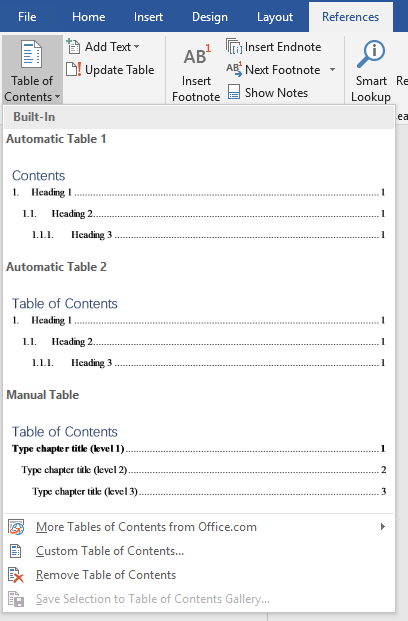 File Home Insert Design Layout References
Table of Contents
Add Text
Update Table
AB1
Insert Footnote
Insert Endnote
AB1 Next Footnote
Show Notes
Smart Lookup
Re
ea
Built-In
Automatic Table 1
Contents
1. Heading 1 ........ 1
1.1. Heading 2 ........ 1
1.1.1. Heading 3 ........ 1
Automatic Table 2
Table of Contents
1. Heading 1 ........ 1
1.1. Heading 2 ........ 1
1.1.1. Heading 3 ........ 1
Manual Table
Table of Contents
Type chapter title (level 1) ........ 1
Type chapter title (level 2) ........ 2
Type chapter title (level 3) ........ 3
More Tables of Contents from Office.com
Custom Table of Contents...
Remove Table of Contents
Save Selection to Table of Contents Gallery...